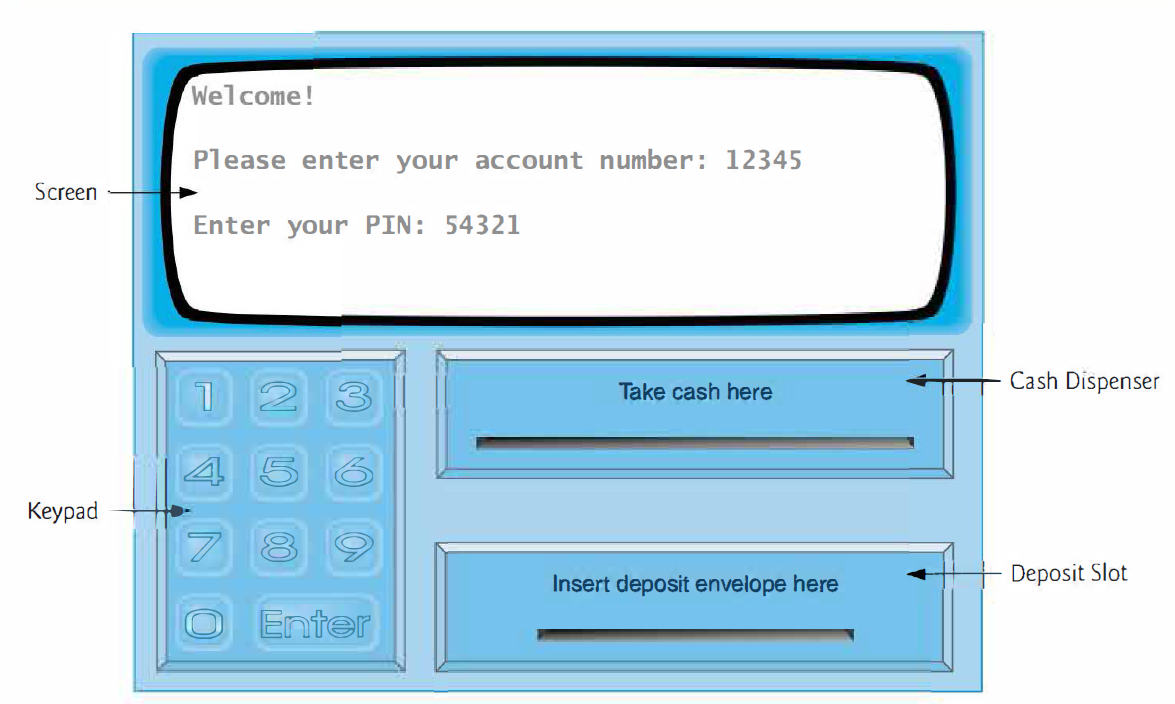 Welcome!
Please enter your account number: 12345
Screen
Enter your PIN: 54321
1 2 3
Take cash here
Cash Dispenser
4 5 6
Keypad
7 8 9
Insert deposit envelope here
Deposit Slot
0 Enter